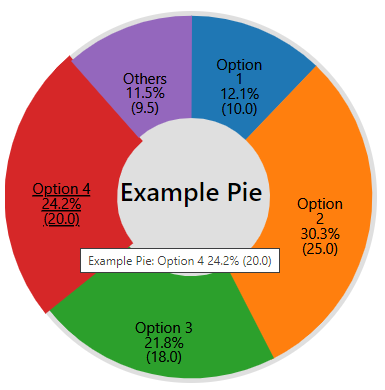 Others
11.5%
(9.5)
Option
1
12.1%
(10.0)
Option 4
24.2%
(20.0)
Example Pie
Option
2
30.3%
(25.0)
Example Pie: Option 4 24.2% (20.0)
Option 3
21.8%
(18.0)